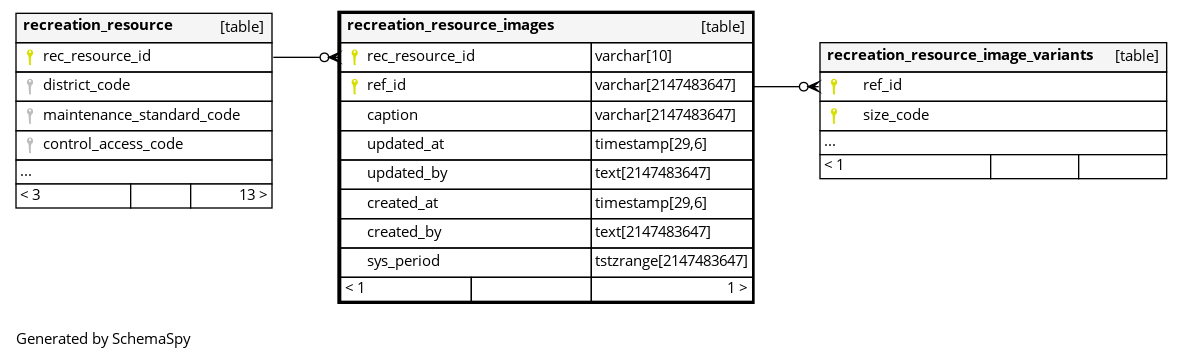 recreation_resource [table]
rec_resource_id
district_code
maintenance_standard_code
control_access_code
...
< 3 13 >
recreation_resource_images [table]
rec_resource_id varchar[10]
ref_id varchar[2147483647]
caption varchar[2147483647]
updated_at timestamp[29,6]
updated_by text[2147483647]
created_at timestamp[29,6]
created_by text[2147483647]
sys_period tstzrange[2147483647]
< 1 1 >
recreation_resource_image_variants [table]
ref_id
size_code
...
< 1
Generated by SchemaSpy